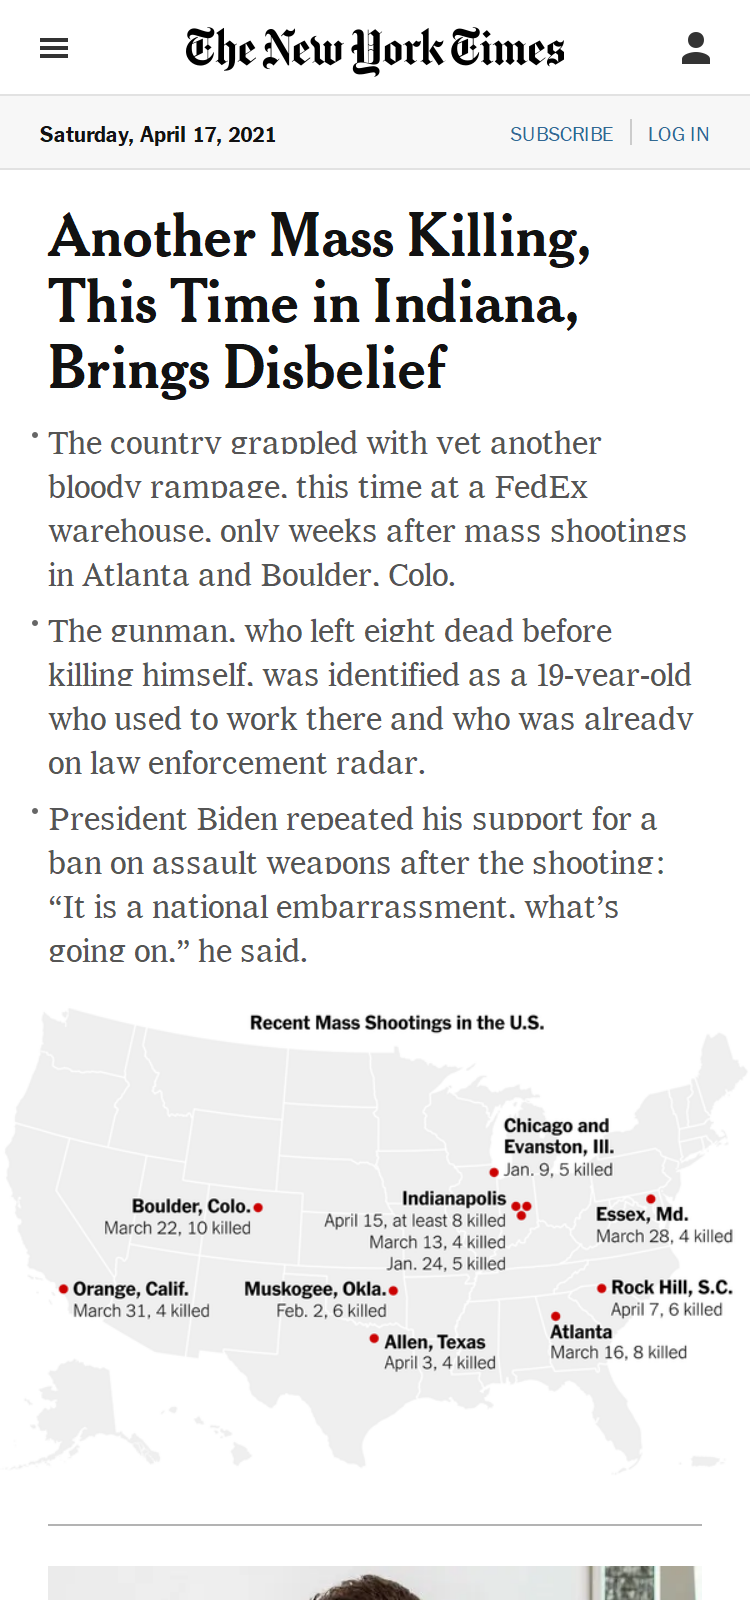 The New York Times
Saturday, April 17, 2021
SUBSCRIBE
LOG IN
Another Mass Killing,
This Time in Indiana,
Brings Disbelief
• The country grappled with yet another
bloody rampage, this time at a FedEx
warehouse, only weeks after mass shootings
in Atlanta and Boulder, Colo.
• The gunman, who left eight dead before
killing himself, was identified as a 19-year-old
who used to work there and who was already
on law enforcement radar.
• President Biden repeated his support for a
ban on assault weapons after the shooting:
“It is a national embarrassment, what’s
going on,” he said.
Recent Mass Shootings in the U.S.
Chicago and
Evanston, Ill.
Jan. 9, 5 killed
Boulder, Colo.
March 22, 10 killed
Indianapolis
April 15, at least 8 killed
March 13, 4 killed
Jan. 24, 5 killed
Essex, Md.
March 28, 4 killed
Orange, Calif.
March 31, 4 killed
Muskogee, Okla.
Feb. 2, 6 killed
Rock Hill, S.C.
April 7, 6 killed
Allen, Texas
April 3, 4 killed
Atlanta
March 16, 8 killed